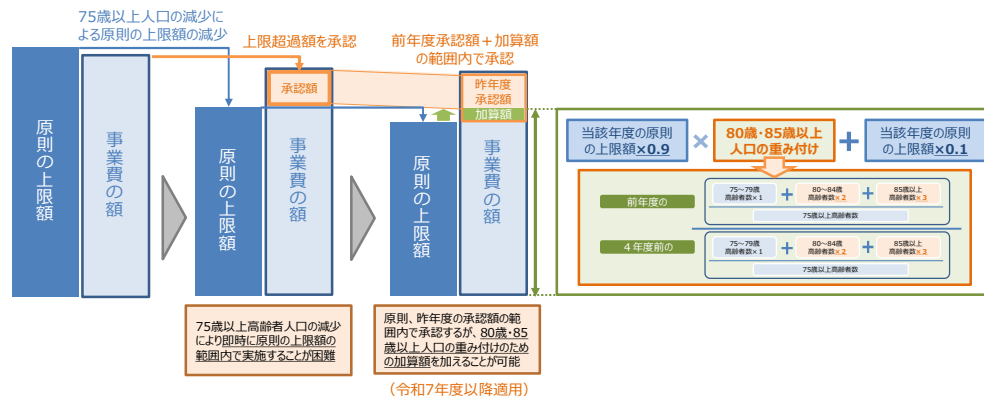 75歳以上人口の減少に
よる原則の上限額の減少
原則の上限額
事業費の額
上限超過額を承認
承認額
原則の上限額
事業費の額
前年度承認額＋加算額
の範囲内で承認
昨年度
承認額
加算額
原則の上限額
事業費の額
75歳以上高齢者人口の減少
により即時に原則の上限額の
範囲内で実施することが困難
原則、昨年度の承認額の範
囲内で承認するが、80歳・85
歳以上人口の重み付けのため
の加算額を加えることが可能
（令和7年度以降適用）
当該年度の原則
の上限額×0.9
×
80歳・85歳以上
人口の重み付け
＋
当該年度の原則
の上限額×0.1
前年度の
75～79歳
高齢者数×1
＋
80～84歳
高齢者数×2
＋
85歳以上
高齢者数×3
75歳以上高齢者数
４年度前の
75～79歳
高齢者数×1
＋
80～84歳
高齢者数×2
＋
85歳以上
高齢者数×3
75歳以上高齢者数